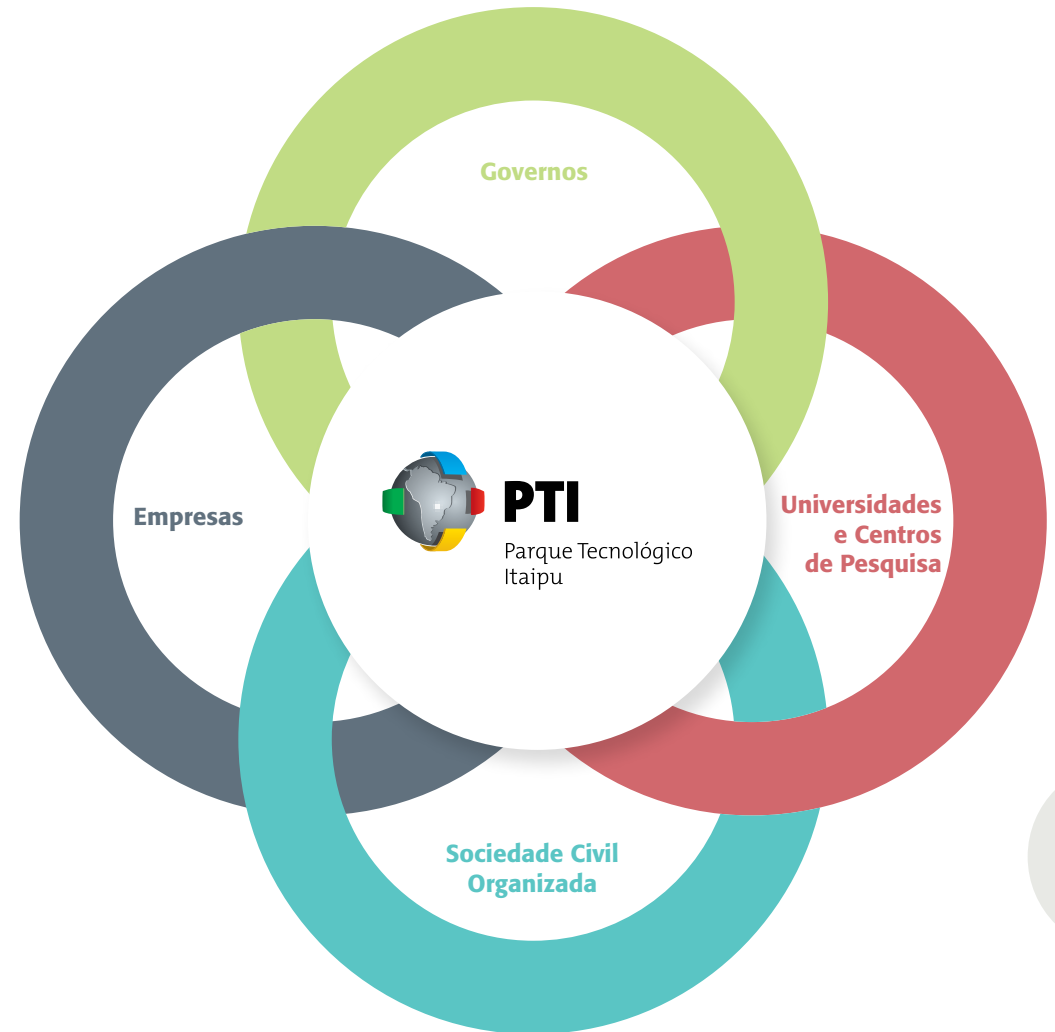 Governos
Empresas
PTI
Parque Tecnológico
Itaipu
Universidades
e Centros
de Pesquisa
Sociedade Civil
Organizada